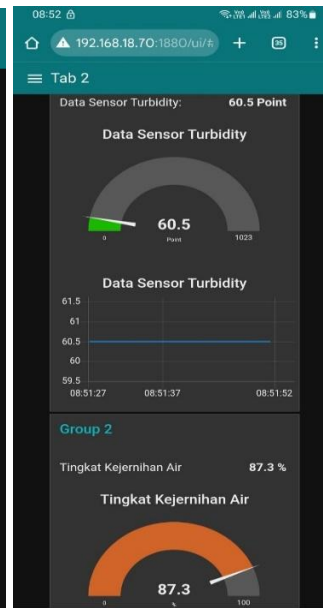 08:52 83%
192.168.18.70:1880/ui/# 35
Tab 2
Data Sensor Turbidity: 60.5 Point
Data Sensor Turbidity
60.5
0 Point 1023
Data Sensor Turbidity
61.5
61
60.5
60
59.5
08:51:27 08:51:37 08:51:52
Group 2
Tingkat Kejernihan Air 87.3 %
Tingkat Kejernihan Air
87.3
0 % 100